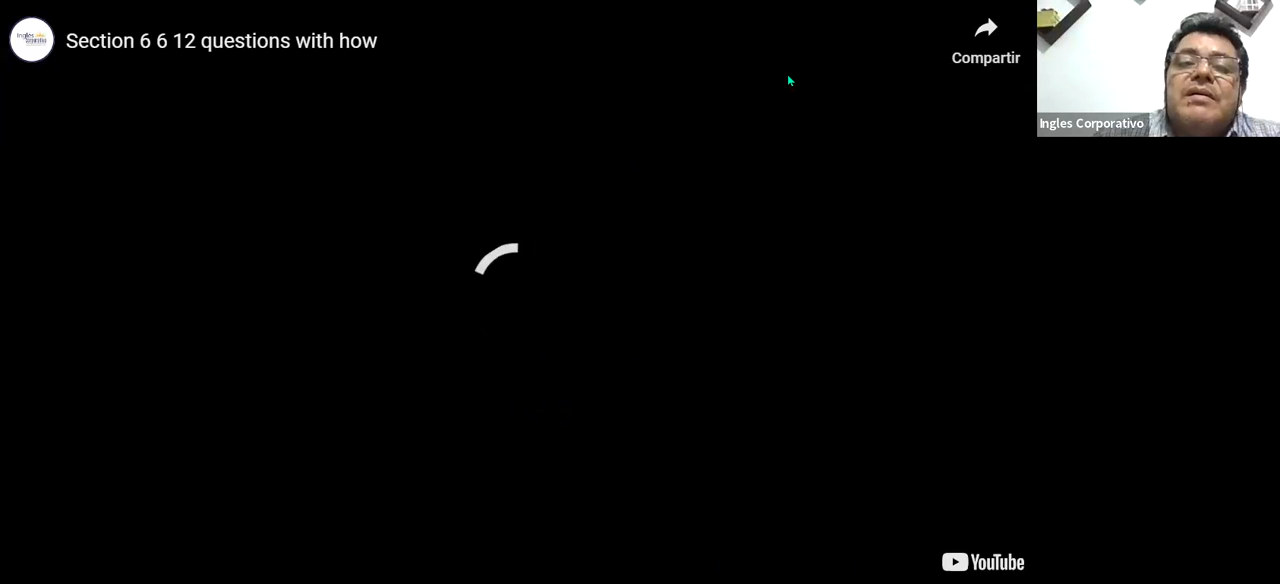 Section 6 6 12 questions with how
Compartir
Ingles Corporativo
YouTube